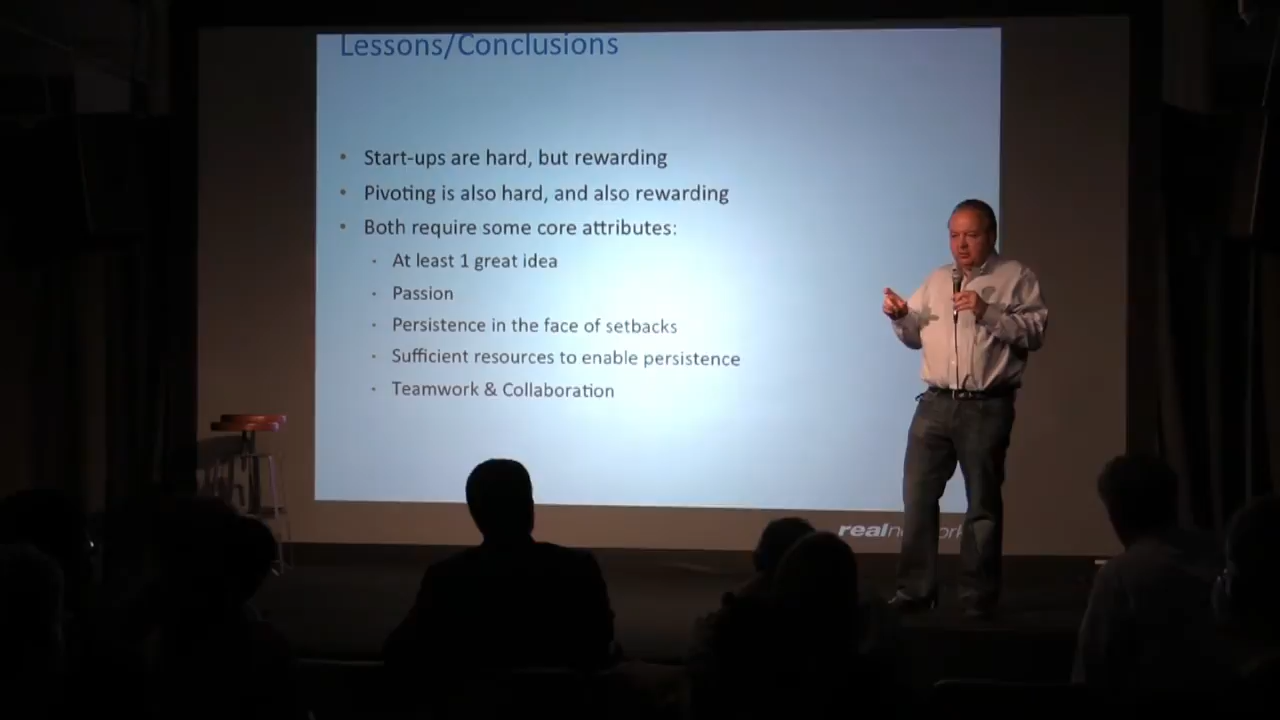 Lessons/Conclusions
• Start-ups are hard, but rewarding
• Pivoting is also hard, and also rewarding
• Both require some core attributes:
• At least 1 great idea
• Passion
• Persistence in the face of setbacks
• Sufficient resources to enable persistence
• Teamwork & Collaboration